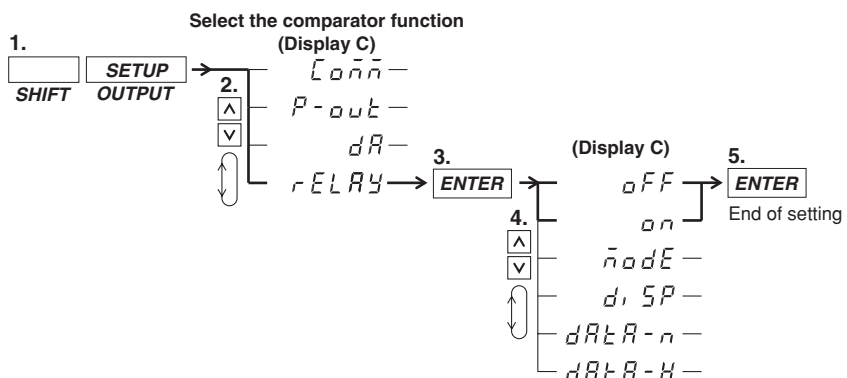 Select the comparator function
(Display C)
1.
SETUP
SHIFT OUTPUT
2.
Comm
P-out
dA
rELAY
3.
ENTER
(Display C)
4.
oFF
on
modE
diSP
dAtA-n
dAtA-H
5.
ENTER
End of setting